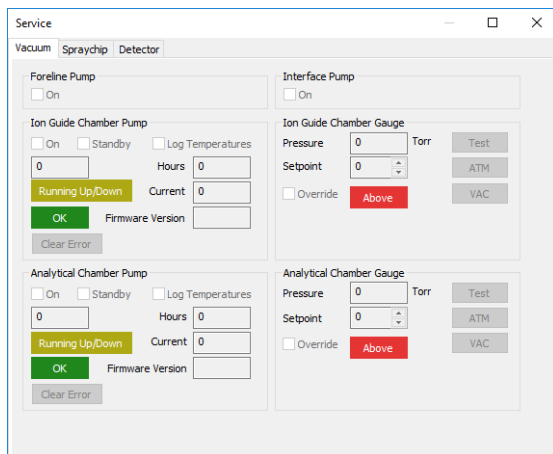 Service
Vacuum Spraychip Detector
Foreline Pump
On
Interface Pump
On
Ion Guide Chamber Pump
On Standby Log Temperatures
0 Hours 0
Running Up/Down Current 0
OK Firmware Version
Clear Error
Ion Guide Chamber Gauge
Pressure 0 Torr Test
Setpoint 0 ATM
Override Above VAC
Analytical Chamber Pump
On Standby Log Temperatures
0 Hours 0
Running Up/Down Current 0
OK Firmware Version
Clear Error
Analytical Chamber Gauge
Pressure 0 Torr Test
Setpoint 0 ATM
Override Above VAC